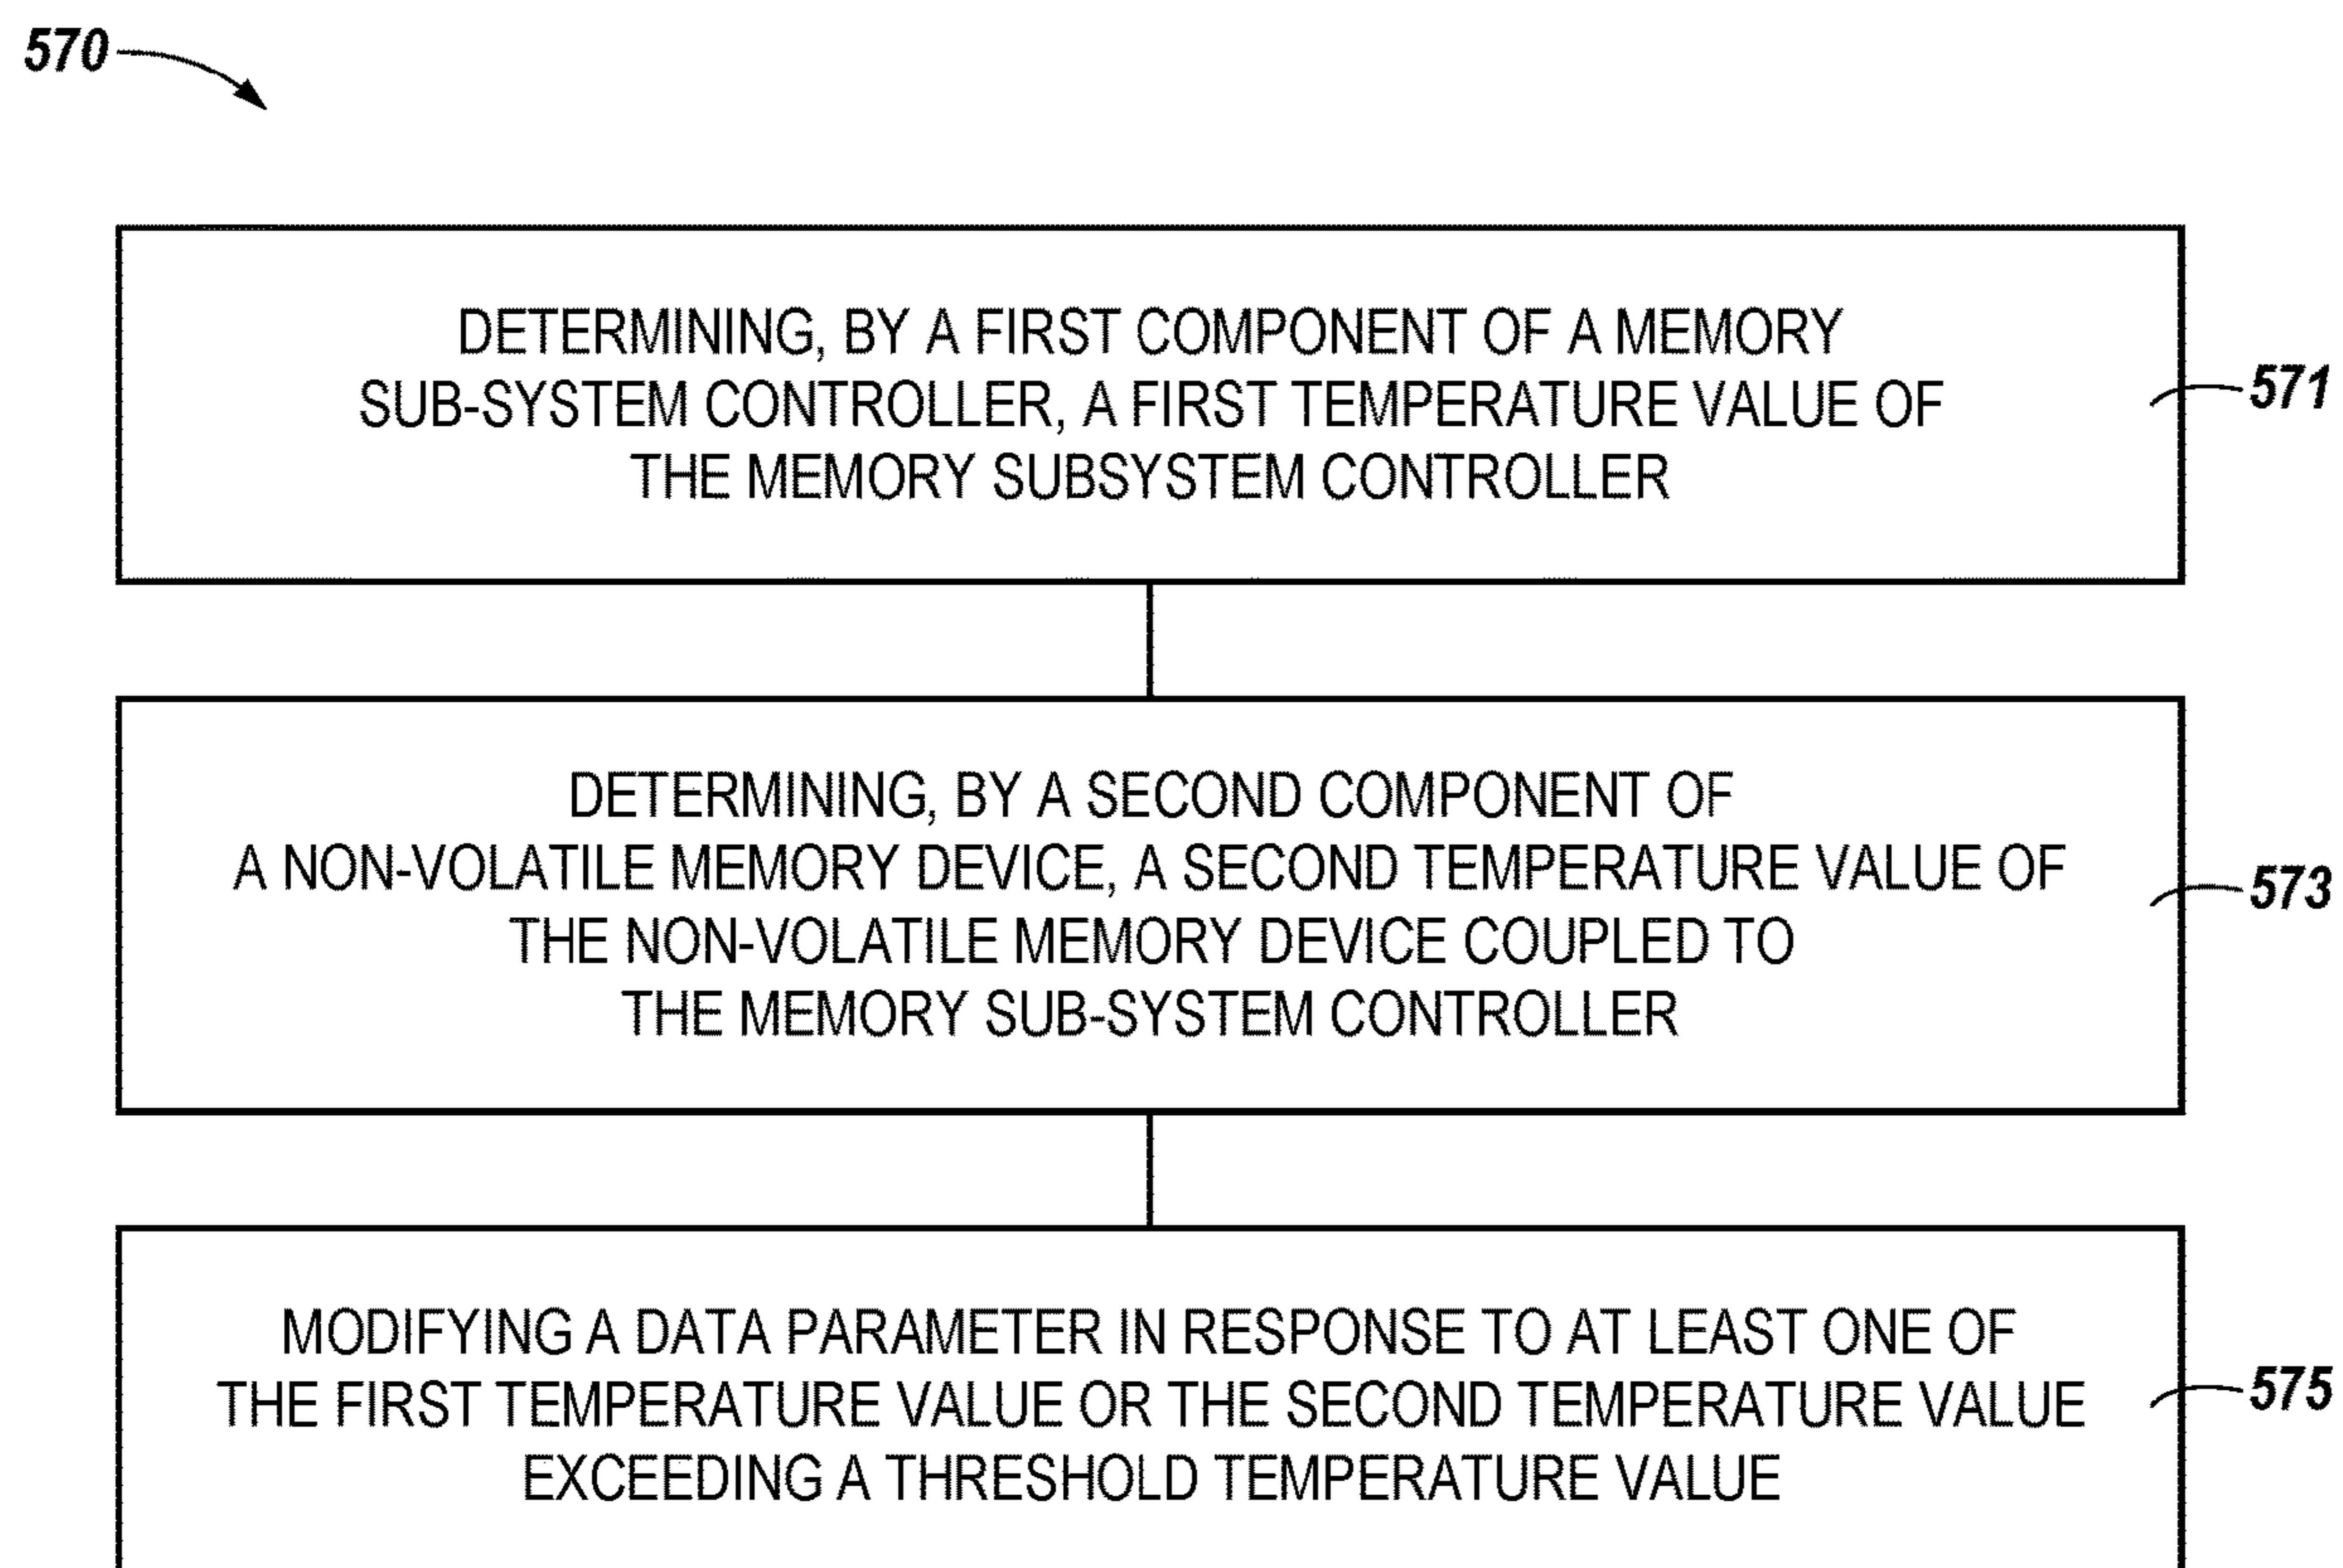 570
DETERMINING, BY A FIRST COMPONENT OF A MEMORY
SUB-SYSTEM CONTROLLER, A FIRST TEMPERATURE VALUE OF
THE MEMORY SUBSYSTEM CONTROLLER
571
DETERMINING, BY A SECOND COMPONENT OF
A NON-VOLATILE MEMORY DEVICE, A SECOND TEMPERATURE VALUE OF
THE NON-VOLATILE MEMORY DEVICE COUPLED TO
THE MEMORY SUB-SYSTEM CONTROLLER
573
MODIFYING A DATA PARAMETER IN RESPONSE TO AT LEAST ONE OF
THE FIRST TEMPERATURE VALUE OR THE SECOND TEMPERATURE VALUE
EXCEEDING A THRESHOLD TEMPERATURE VALUE
575